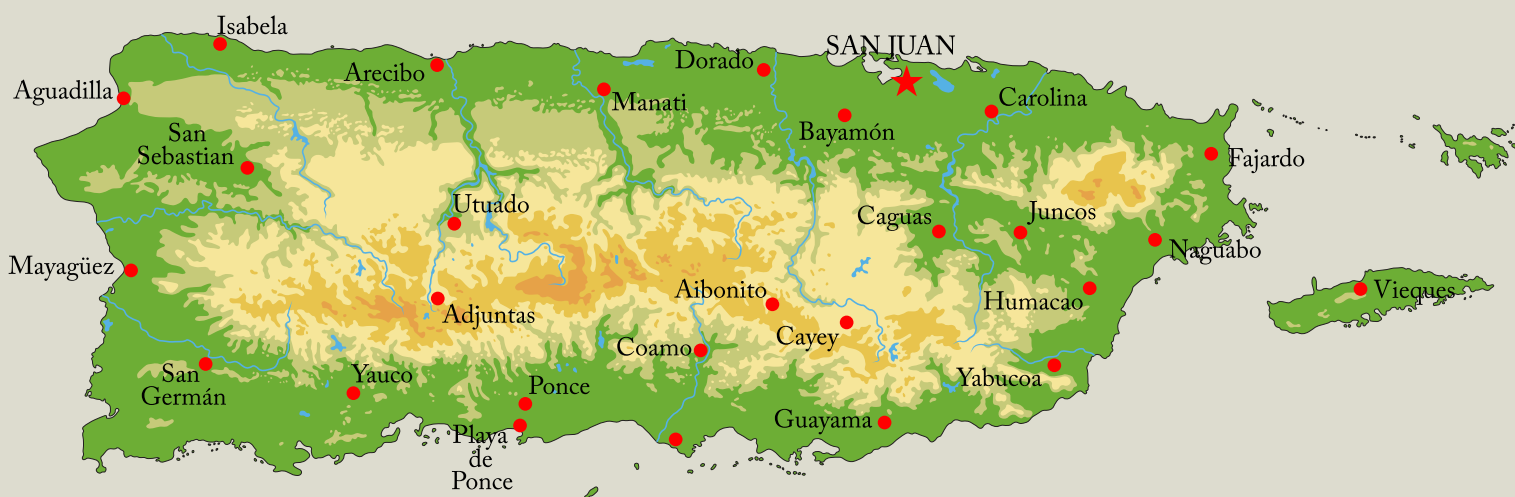 Isabela
SAN JUAN
Dorado
Arecibo
Aguadilla
Manati
Carolina
San
Sebastian
Bayamón
Fajardo
Utuado
Caguas
Juncos
Naguabo
Mayagüez
Aibonito
Vieques
Humacao
Adjuntas
Cayey
Coamo
San
Germán
Yauco
Yabucoa
Ponce
Guayama
Playa
de
Ponce